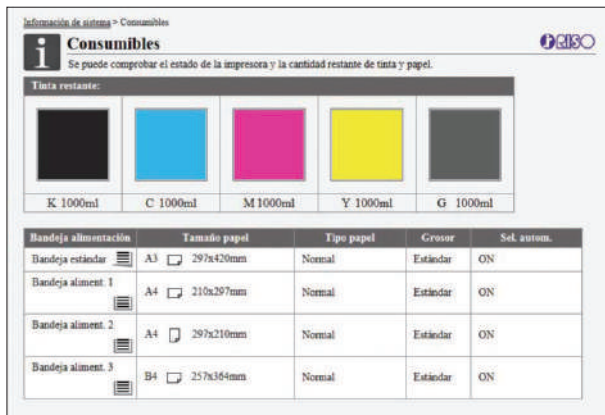 Información de sistema > Consumibles
Consumibles
RISO
Se puede comprobar el estado de la impresora y la cantidad restante de tinta y papel.
Tinta restante:
K 1000ml C 1000ml M 1000ml Y 1000ml G 1000ml
Bandeja alimentación Tamaño papel Tipo papel Grosor Sel. autom.
Bandeja estándar A3 297x420mm Normal Estándar ON
Bandeja aliment. 1 A4 210x297mm Normal Estándar ON
Bandeja aliment. 2 A4 297x210mm Normal Estándar ON
Bandeja aliment. 3 B4 257x364mm Normal Estándar ON